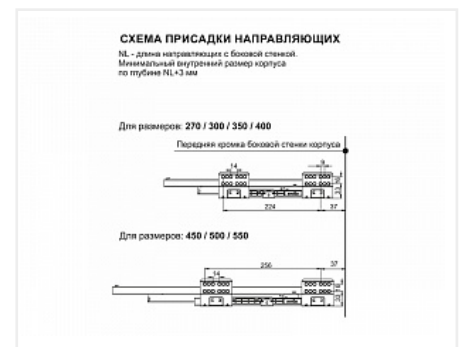 СХЕМА ПРИСАДКИ НАПРАВЛЯЮЩИХ
NL - длина направляющих с боковой стенкой.
Минимальный внутренний размер корпуса
по глубине NL+3 мм
Для размеров: 270 / 300 / 350 / 400
Передняя кромка боковой стенки корпуса
14
9
224
37
Для размеров: 450 / 500 / 550
256
37
14